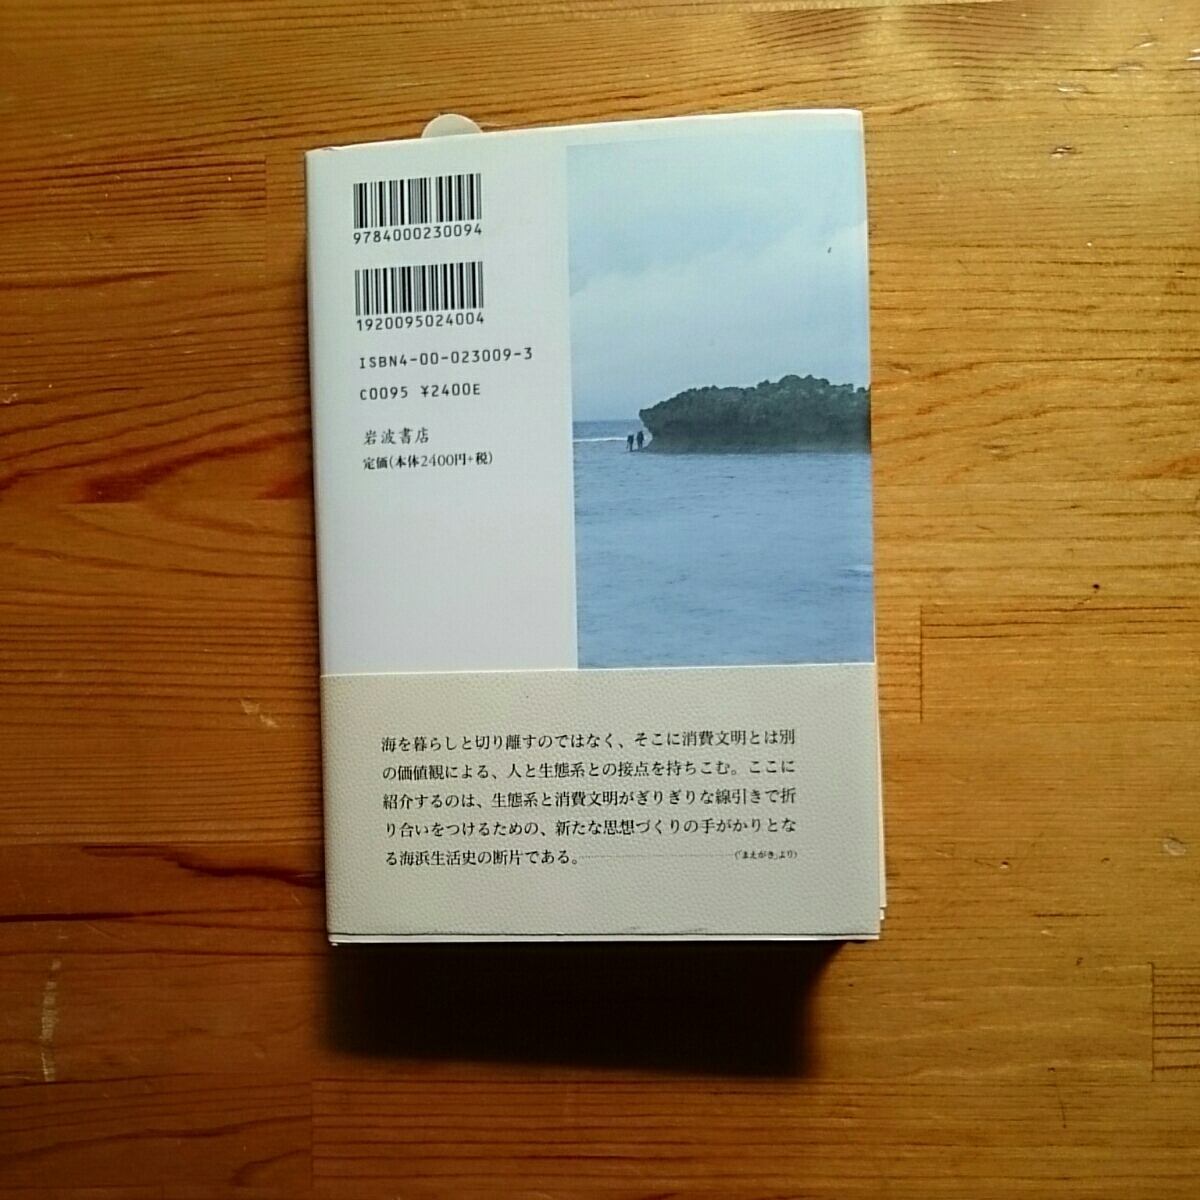 9784000230094
1920095024004
ISBN4-00-023009-3
C0095 ¥2400E
岩波書店
定価(本体2400円+税)
海を暮らしと切り離すのではなく、そこに消費文明とは別
の価値観による、人と生態系との接点を持ちこむ。ここに
紹介するのは、生態系と消費文明がぎりぎりな線引きで折
り合いをつけるための、新たな思想づくりの手がかりとな
る海浜生活史の断片である。……………(「まえがき」より)